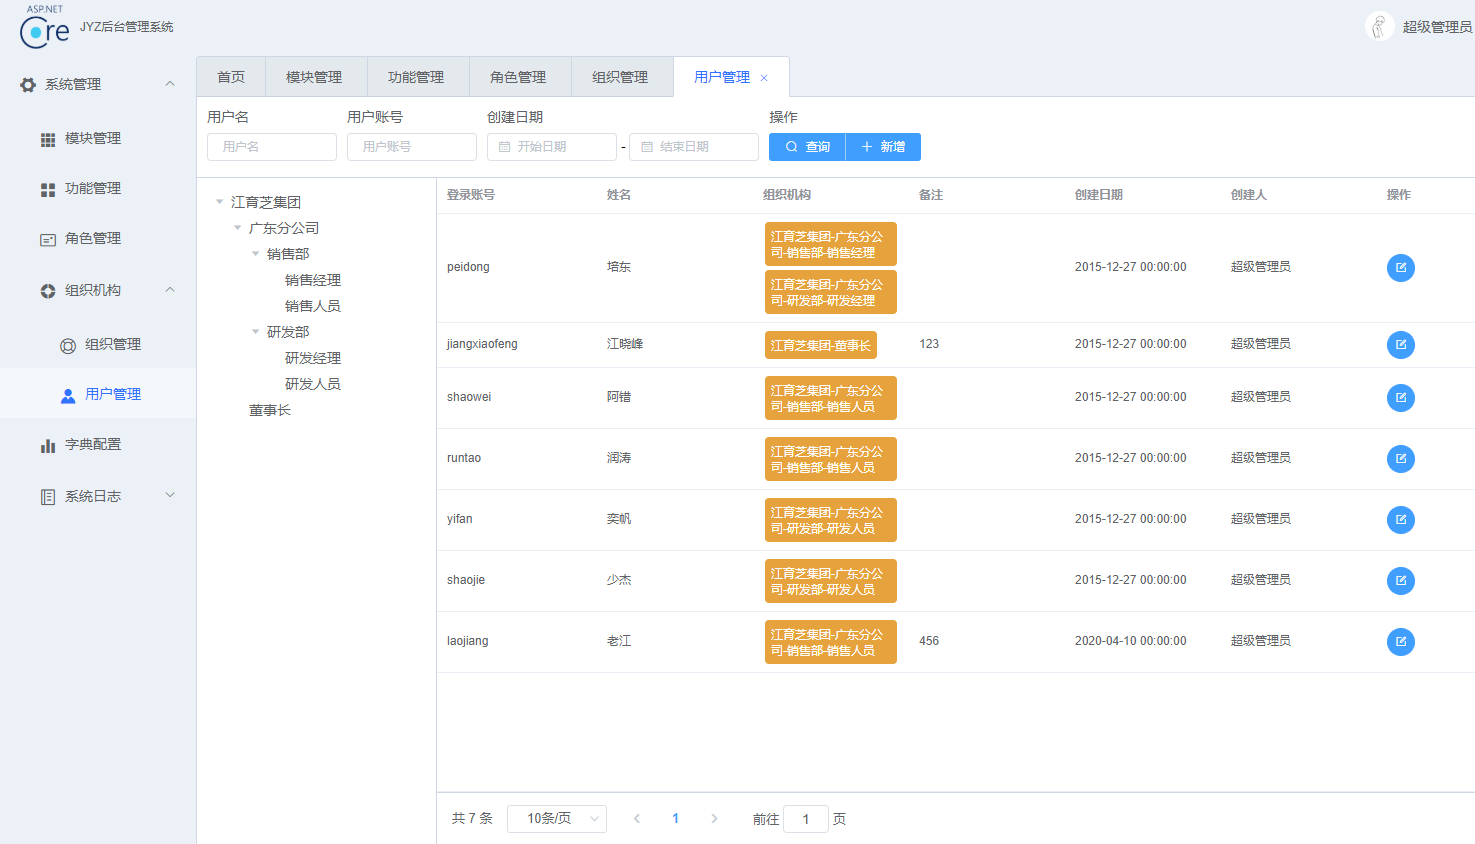 ASP.NET
Core
JYZ后台管理系统
超级管理员
系统管理
模块管理
功能管理
角色管理
组织机构
组织管理
用户管理
字典配置
系统日志
首页 模块管理 功能管理 角色管理 组织管理 用户管理 ×
用户名 用户账号 创建日期 操作
用户名 用户账号 开始日期 - 结束日期 查询 新增
江育芝集团
广东分公司
销售部
销售经理
销售人员
研发部
研发经理
研发人员
董事长
登录账号 姓名 组织机构 备注 创建日期 创建人 操作
江育芝集团-广东分公
司-销售部-销售经理
peidong 培东 2015-12-27 00:00:00 超级管理员
江育芝集团-广东分公
司-研发部-研发经理
jiangxiaofeng 江晓峰 江育芝集团-董事长 123 2015-12-27 00:00:00 超级管理员
江育芝集团-广东分公
shaowei 阿错 2015-12-27 00:00:00 超级管理员
司-销售部-销售人员
江育芝集团-广东分公
runtao 润涛 2015-12-27 00:00:00 超级管理员
司-销售部-销售人员
江育芝集团-广东分公
yifan 奕帆 2015-12-27 00:00:00 超级管理员
司-研发部-研发人员
江育芝集团-广东分公
shaojie 少杰 2015-12-27 00:00:00 超级管理员
司-研发部-研发人员
江育芝集团-广东分公
laojiang 老江 456 2020-04-10 00:00:00 超级管理员
司-销售部-销售人员
共 7 条 10条/页 1 前往 1 页